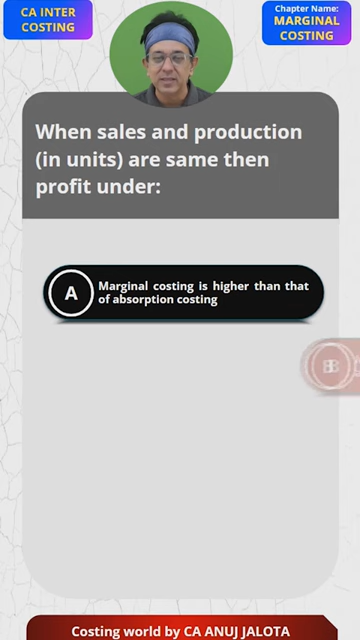 CA INTER
COSTING
Chapter Name:
MARGINAL
COSTING
When sales and production
(in units) are same then
profit under:
A
Marginal costing is higher than that
of absorption costing
Costing world by CA ANUJ JALOTA